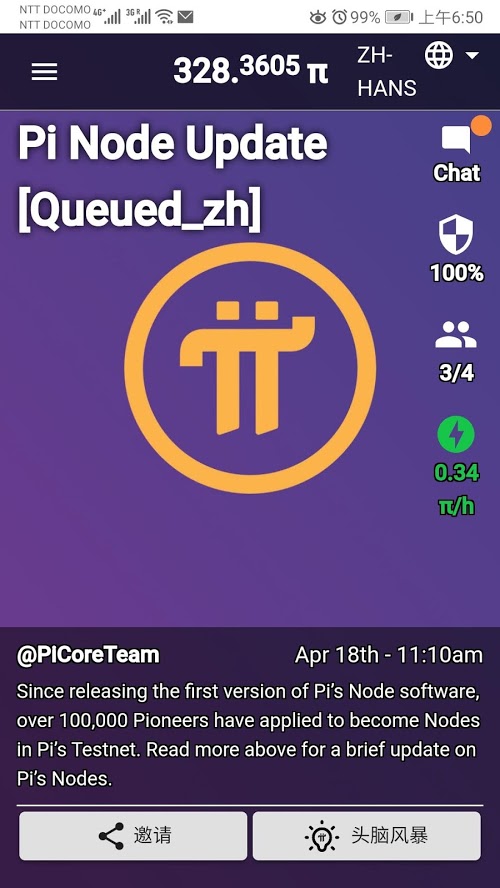 NTT DOCOMO 4G+ 3G 99% 上午6:50
NTT DOCOMO
328.3605 π
ZH-
HANS
Pi Node Update
[Queued_zh]
Chat
100%
3/4
0.34
π/h
@PICoreTeam Apr 18th - 11:10am
Since releasing the first version of Pi’s Node software,
over 100,000 Pioneers have applied to become Nodes
in Pi’s Testnet. Read more above for a brief update on
Pi’s Nodes.
邀请 头脑风暴